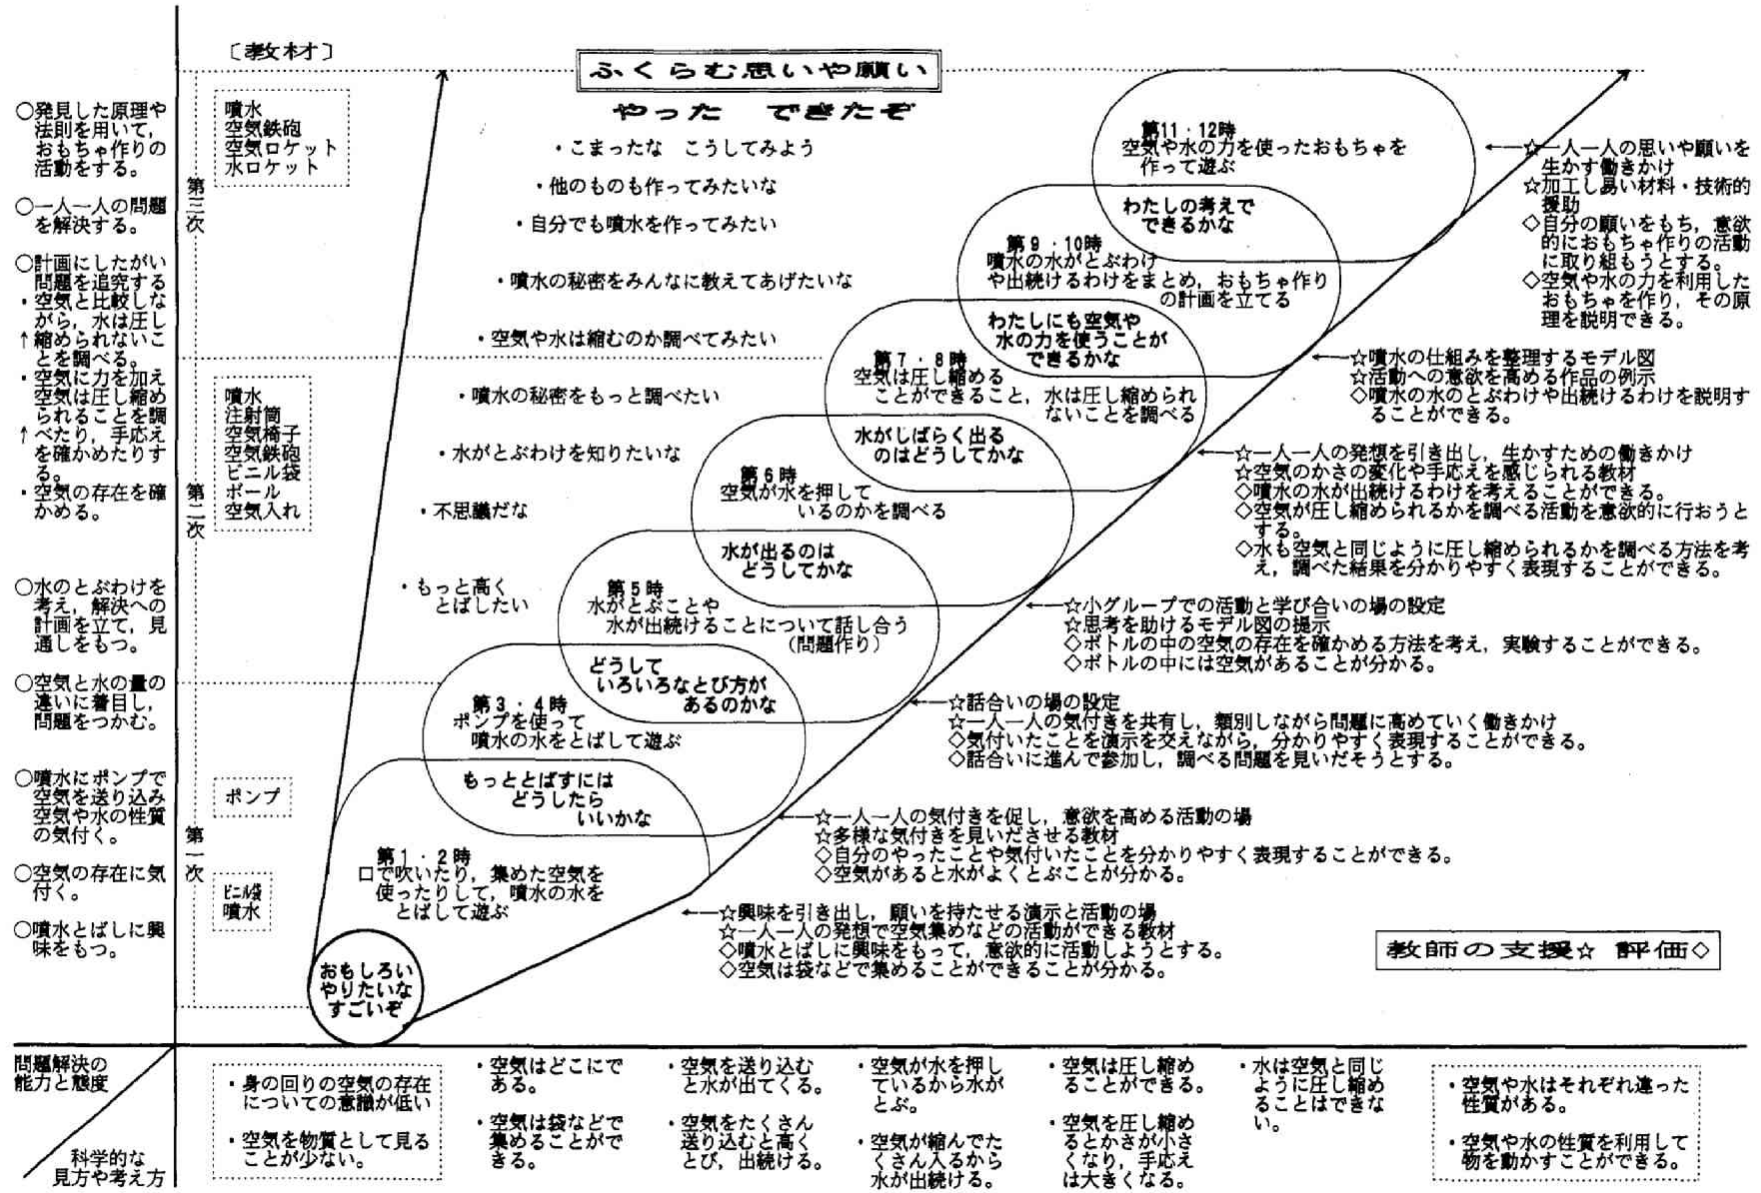 〔教材〕
ふくらむ思いや願い
やった　できたぞ
○発見した原理や
法則を用いて，
おもちゃ作りの
活動をする。
○一人一人の問題
を解決する。
○計画にしたがい
問題を追究する
・空気と比較しな
がら，水は圧し
↑縮められないこ
とを調べる。
・空気に力を加え
空気は圧し縮め
られることを調
↑べたり，手応え
を確かめたりす
る。
・空気の存在を確
かめる。
○水のとぶわけを
考え，解決への
計画を立て，見
通しをもつ。
○空気と水の量の
違いに着目し，
問題をつかむ。
○噴水にポンプで
空気を送り込み
空気や水の性質
の気付く。
○空気の存在に気
付く。
○噴水とばしに興
味をもつ。
第三次
第二次
第一次
噴水
空気鉄砲
空気ロケット
水ロケット
噴水
注射筒
空気椅子
空気鉄砲
ビニル袋
ボール
空気入れ
ポンプ
ビニル袋
噴水
・こまったな　こうしてみよう
・他のものも作ってみたいな
・自分でも噴水を作ってみたい
・噴水の秘密をみんなに教えてあげたいな
・空気や水は縮むのか調べてみたい
・噴水の秘密をもっと調べたい
・水がとぶわけを知りたいな
・不思議だな
・もっと高く
とばしたい
第11・12時
空気や水の力を使ったおもちゃを
作って遊ぶ
わたしの考えで
できるかな
第9・10時
噴水の水がとぶわけ
や出続けるわけをまとめ，おもちゃ作り
の計画を立てる
わたしにも空気や
水の力を使うことが
できるかな
第7・8時
空気は圧し縮める
ことができること，水は圧し縮められ
ないことを調べる
水がしばらく出る
のはどうしてかな
第6時
空気が水を押して
いるのかを調べる
水が出るのは
どうしてかな
第5時
水がとぶことや
水が出続けることについて話し合う
（問題作り）
どうして
いろいろなとび方が
あるのかな
第3・4時
ポンプを使って
噴水の水をとばして遊ぶ
もっととばすには
どうしたら
いいかな
第1・2時
口で吹いたり，集めた空気を
使ったりして，噴水の水を
とばして遊ぶ
おもしろい
やりたいな
すごいぞ
←☆一人一人の思いや願いを
生かす働きかけ
☆加工し易い材料・技術的
援助
◇自分の願いをもち，意欲
的におもちゃ作りの活動
に取り組もうとする。
◇空気や水の力を利用した
おもちゃを作り，その原
理を説明できる。
←☆噴水の仕組みを整理するモデル図
☆活動への意欲を高める作品の例示
◇噴水の水のとぶわけや出続けるわけを説明す
ることができる。
←☆一人一人の発想を引き出し，生かすための働きかけ
☆空気のかさの変化や手応えを感じられる教材
◇噴水の水が出続けるわけを考えることができる。
◇空気が圧し縮められるかを調べる活動を意欲的に行おうと
する。
◇水も空気と同じように圧し縮められるかを調べる方法を考
え，調べた結果を分かりやすく表現することができる。
←☆小グループでの活動と学び合いの場の設定
☆思考を助けるモデル図の提示
◇ボトルの中の空気の存在を確かめる方法を考え，実験することができる。
◇ボトルの中には空気があることが分かる。
←☆話合いの場の設定
☆一人一人の気付きを共有し，類別しながら問題に高めていく働きかけ
◇気付いたことを演示を交えながら，分かりやすく表現することができる。
◇話合いに進んで参加し，調べる問題を見いだそうとする。
←☆一人一人の気付きを促し，意欲を高める活動の場
☆多様な気付きを見いださせる教材
◇自分のやったことや気付いたことを分かりやすく表現することができる。
◇空気があると水がよくとぶことが分かる。
←☆興味を引き出し，願いを持たせる演示と活動の場
☆一人一人の発想で空気集めなどの活動ができる教材
◇噴水とばしに興味をもって，意欲的に活動しようとする。
◇空気は袋などで集めることができることが分かる。
教師の支援☆　評価◇
問題解決の
能力と態度
科学的な
見方や考え方
・身の回りの空気の存在
についての意識が低い
・空気を物質として見る
ことが少ない。
・空気はどこにで
ある。
・空気は袋などで
集めることがで
きる。
・空気を送り込む
と水が出てくる。
・空気をたくさん
送り込むと高く
とび，出続ける。
・空気が水を押し
ているから水が
とぶ。
・空気が縮んでた
くさん入るから
水が出続ける。
・空気は圧し縮め
ることができる。
・空気を圧し縮め
るとかさが小さ
くなり，手応え
は大きくなる。
・水は空気と同じ
ように圧し縮め
ることはできな
い。
・空気や水はそれぞれ違った
性質がある。
・空気や水の性質を利用して
物を動かすことができる。